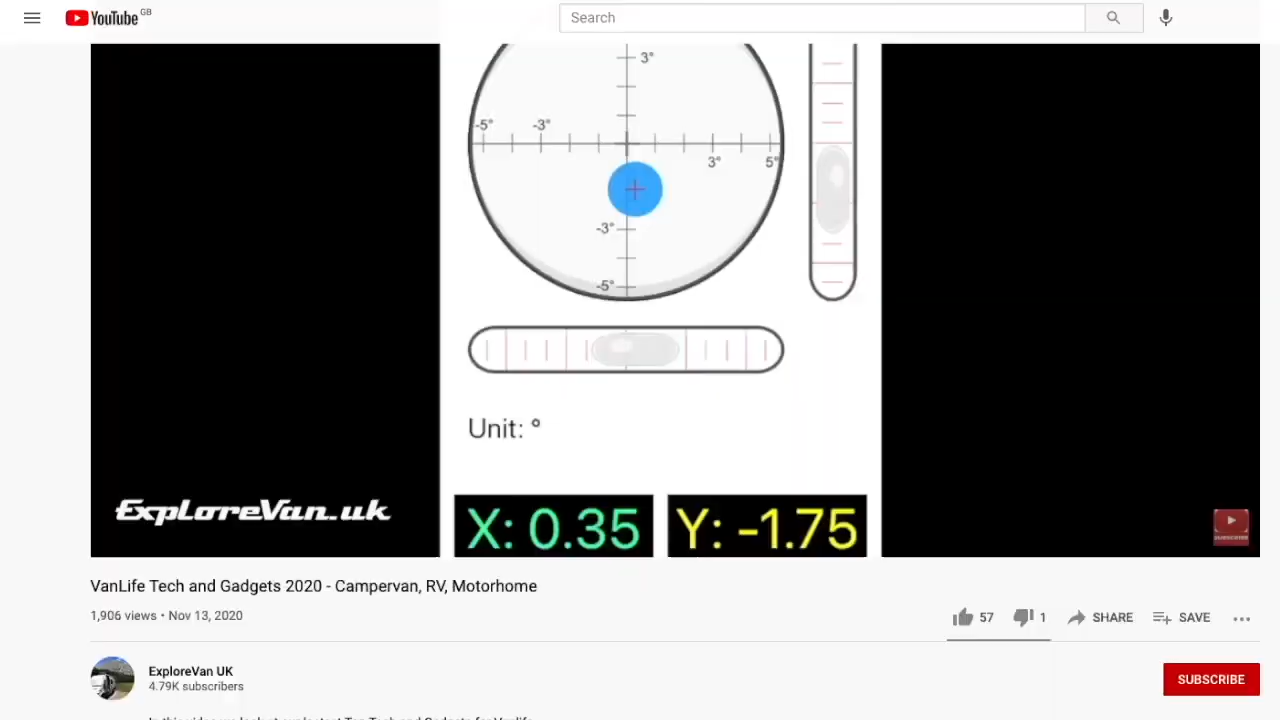 YouTube GB
Search
3°
-5° -3°
3° 5°
-3°
-5°
Unit: °
ExploreVan.uk
X: 0.35 Y: -1.75
SUBSCRIBE
VanLife Tech and Gadgets 2020 - Campervan, RV, Motorhome
1,906 views • Nov 13, 2020
57 1 SHARE SAVE
ExploreVan UK
4.79K subscribers
SUBSCRIBE